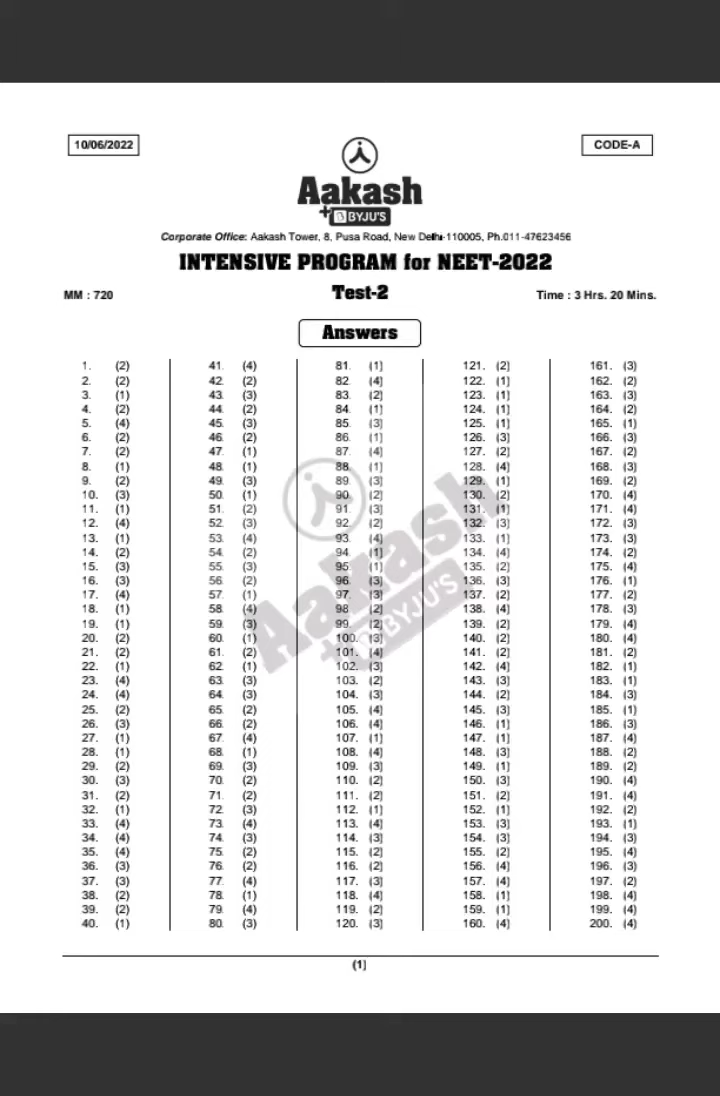 10/06/2022
CODE-A
Aakash
+B BYJU'S
Corporate Office: Aakash Tower, 8, Pusa Road, New Delhi-110005, Ph.011-47623456
INTENSIVE PROGRAM for NEET-2022
MM : 720 Test-2 Time : 3 Hrs. 20 Mins.
Answers
1. (2) 41. (4) 81. (1) 121. (2) 161. (3)
2. (2) 42. (2) 82. (4) 122. (1) 162. (2)
3. (1) 43. (3) 83. (2) 123. (1) 163. (3)
4. (2) 44. (2) 84. (1) 124. (1) 164. (2)
5. (4) 45. (3) 85. (3) 125. (1) 165. (1)
6. (2) 46. (2) 86. (1) 126. (3) 166. (3)
7. (2) 47. (1) 87. (4) 127. (2) 167. (2)
8. (1) 48. (1) 88. (1) 128. (4) 168. (3)
9. (2) 49. (3) 89. (3) 129. (1) 169. (2)
10. (3) 50. (1) 90. (2) 130. (2) 170. (4)
11. (1) 51. (2) 91. (3) 131. (1) 171. (4)
12. (4) 52. (3) 92. (2) 132. (3) 172. (3)
13. (1) 53. (4) 93. (4) 133. (1) 173. (3)
14. (2) 54. (2) 94. (1) 134. (4) 174. (2)
15. (3) 55. (3) 95. (1) 135. (2) 175. (4)
16. (3) 56. (2) 96. (3) 136. (3) 176. (1)
17. (4) 57. (1) 97. (3) 137. (2) 177. (2)
18. (1) 58. (4) 98. (2) 138. (4) 178. (3)
19. (1) 59. (3) 99. (2) 139. (2) 179. (4)
20. (2) 60. (1) 100. (3) 140. (2) 180. (4)
21. (2) 61. (2) 101. (4) 141. (2) 181. (2)
22. (1) 62. (1) 102. (3) 142. (4) 182. (1)
23. (4) 63. (3) 103. (2) 143. (3) 183. (1)
24. (4) 64. (3) 104. (3) 144. (2) 184. (3)
25. (2) 65. (2) 105. (4) 145. (3) 185. (1)
26. (3) 66. (2) 106. (4) 146. (1) 186. (3)
27. (1) 67. (4) 107. (1) 147. (1) 187. (4)
28. (1) 68. (1) 108. (4) 148. (3) 188. (2)
29. (2) 69. (3) 109. (3) 149. (1) 189. (2)
30. (3) 70. (2) 110. (2) 150. (3) 190. (4)
31. (2) 71. (2) 111. (2) 151. (2) 191. (4)
32. (1) 72. (3) 112. (1) 152. (1) 192. (2)
33. (4) 73. (4) 113. (4) 153. (3) 193. (1)
34. (4) 74. (3) 114. (3) 154. (3) 194. (3)
35. (4) 75. (2) 115. (2) 155. (2) 195. (4)
36. (3) 76. (2) 116. (2) 156. (4) 196. (3)
37. (3) 77. (4) 117. (3) 157. (4) 197. (2)
38. (2) 78. (1) 118. (4) 158. (1) 198. (4)
39. (2) 79. (4) 119. (2) 159. (1) 199. (4)
40. (1) 80. (3) 120. (3) 160. (4) 200. (4)
Aakash
+B BYJU'S
(1)